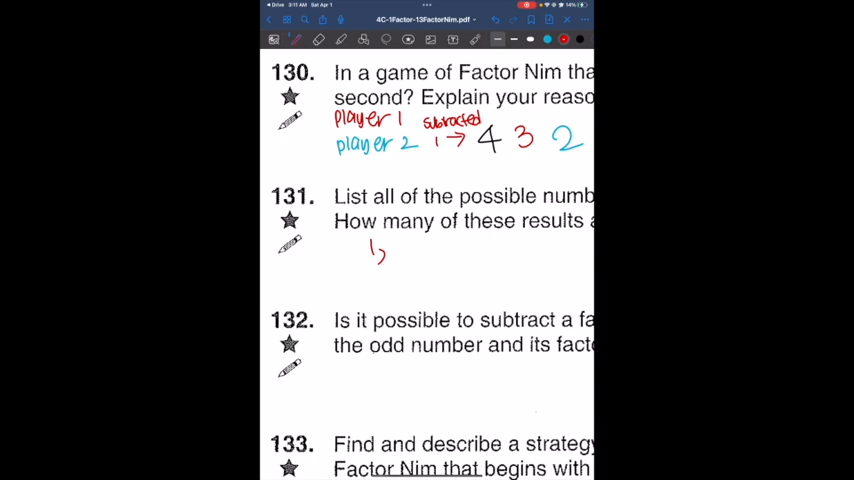 Drive 3:11 AM Sat Apr 1
14%
4C-1Factor-13FactorNim.pdf
130. In a game of Factor Nim tha
second? Explain your reaso
player 1 subtracted
player 2 1 → 4 3 2
131. List all of the possible numb
How many of these results a
1,
132. Is it possible to subtract a fa
the odd number and its facto
133. Find and describe a strategy
Factor Nim that begins with